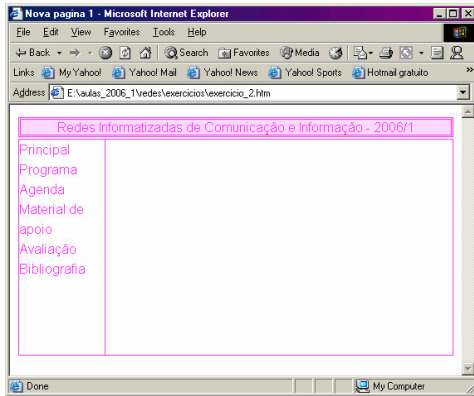 Nova pagina 1 - Microsoft Internet Explorer
File Edit View Favorites Tools Help
Back Search Favorites Media
Links My Yahoo! Yahoo! Mail Yahoo! News Yahoo! Sports Hotmail gratuito »
Address E:\aulas_2006_1\redes\exercicios\exercicio_2.htm
Redes Informatizadas de Comunicação e Informação - 2006/1
Principal
Programa
Agenda
Material de
apoio
Avaliação
Bibliografia
Done My Computer